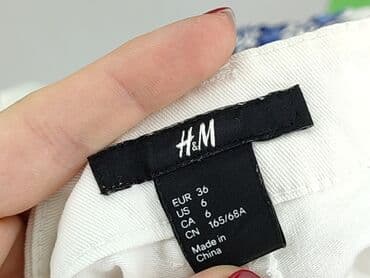 H&M
EUR 36
US 6
CA 6
CN 165/68A
Made in
China